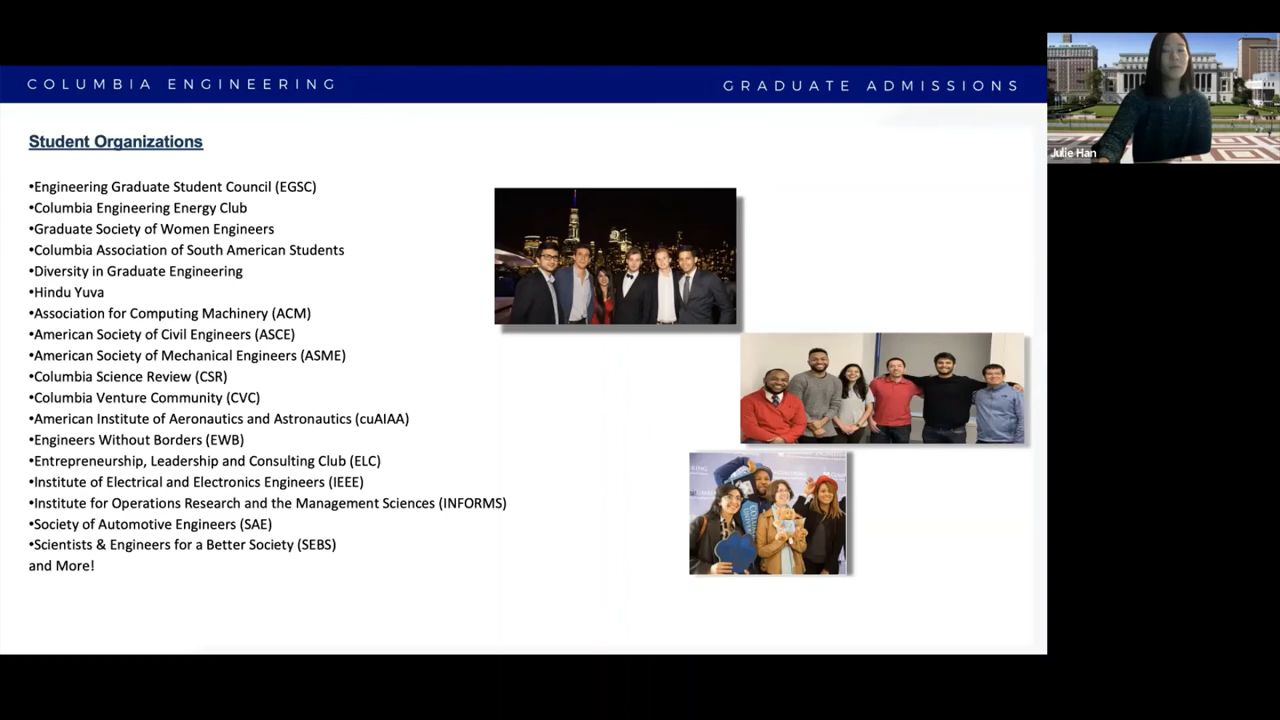 COLUMBIA ENGINEERING
GRADUATE ADMISSIONS
Julie Han
Student Organizations
•Engineering Graduate Student Council (EGSC)
•Columbia Engineering Energy Club
•Graduate Society of Women Engineers
•Columbia Association of South American Students
•Diversity in Graduate Engineering
•Hindu Yuva
•Association for Computing Machinery (ACM)
•American Society of Civil Engineers (ASCE)
•American Society of Mechanical Engineers (ASME)
•Columbia Science Review (CSR)
•Columbia Venture Community (CVC)
•American Institute of Aeronautics and Astronautics (cuAIAA)
•Engineers Without Borders (EWB)
•Entrepreneurship, Leadership and Consulting Club (ELC)
•Institute of Electrical and Electronics Engineers (IEEE)
•Institute for Operations Research and the Management Sciences (INFORMS)
•Society of Automotive Engineers (SAE)
•Scientists & Engineers for a Better Society (SEBS)
and More!